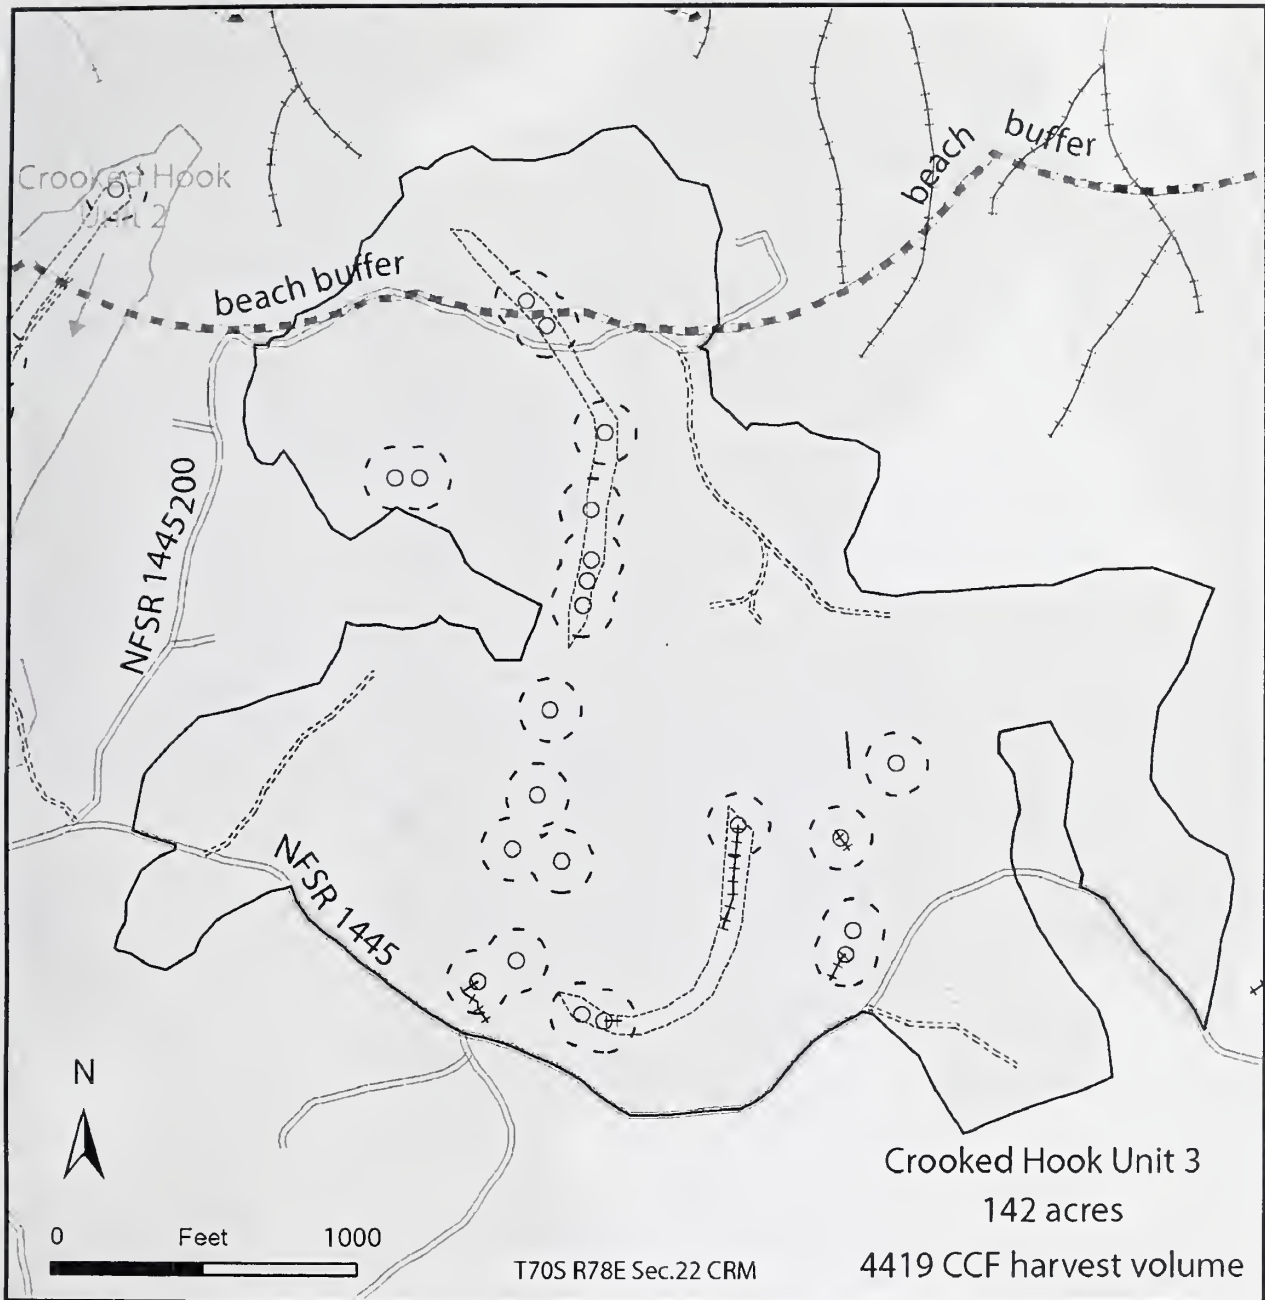 beach buffer
Crooked Hook
Unit 2
beach buffer
NFSR 1445200
NFSR 1445
N
0 Feet 1000
T70S R78E Sec.22 CRM
Crooked Hook Unit 3
142 acres
4419 CCF harvest volume